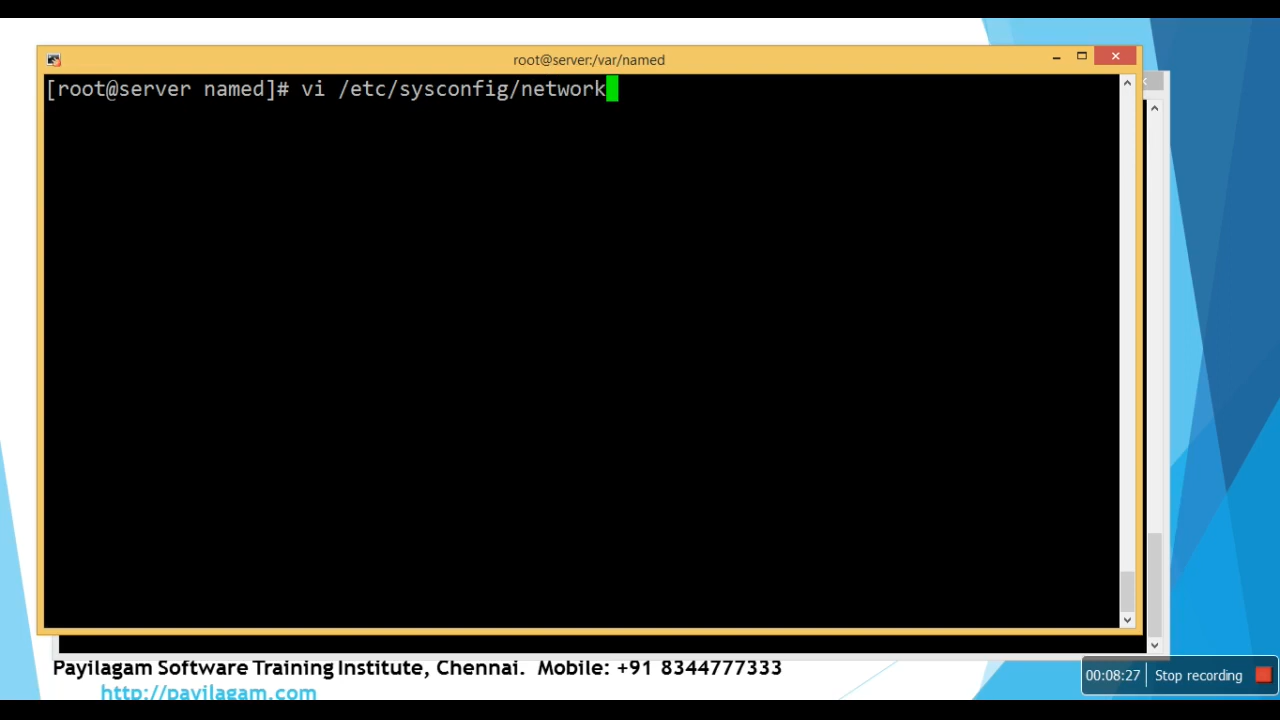 root@server:/var/named
[root@server named]# vi /etc/sysconfig/network
Payilagam Software Training Institute, Chennai. Mobile: +91 8344777333
http://payilagam.com
00:08:27 Stop recording